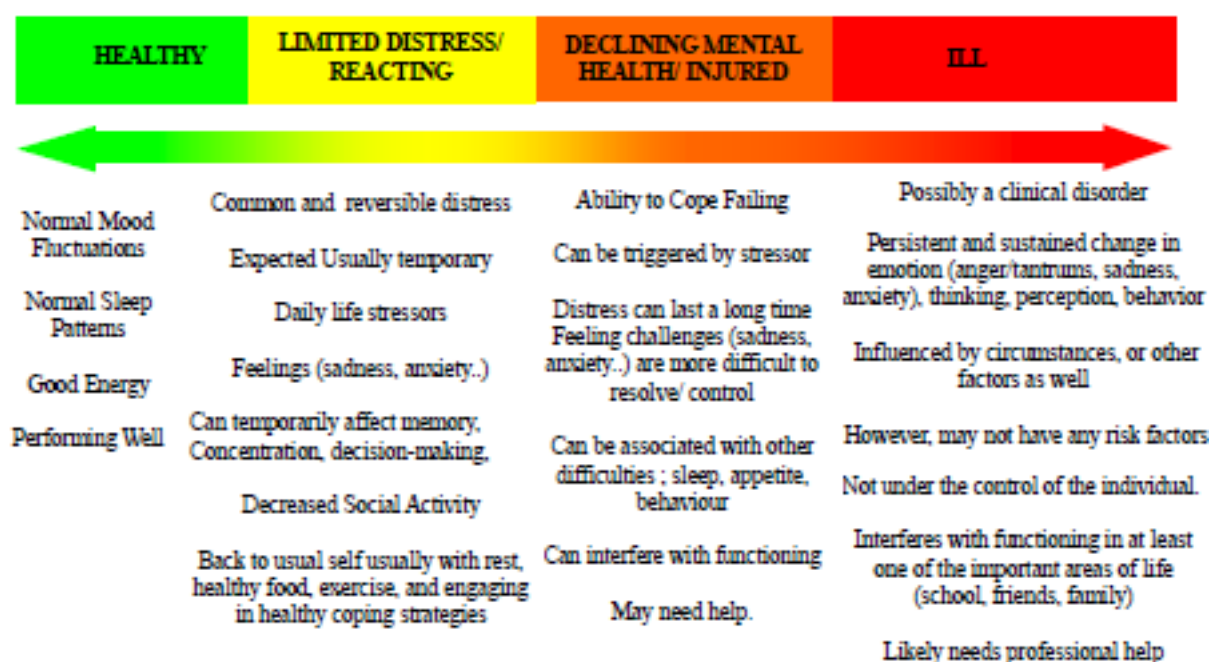 HEALTHY
LIMITED DISTRESS/
REACTING
DECLINING MENTAL
HEALTH/ INJURED
ILL
Normal Mood
Fluctuations
Normal Sleep
Patterns
Good Energy
Performing Well
Common and reversible distress
Expected Usually temporary
Daily life stressors
Feelings (sadness, anxiety..)
Can temporarily affect memory,
Concentration, decision-making,
Decreased Social Activity
Back to usual self usually with rest,
healthy food, exercise, and engaging
in healthy coping strategies
Ability to Cope Failing
Can be triggered by stressor
Distress can last a long time
Feeling challenges (sadness,
anxiety..) are more difficult to
resolve/ control
Can be associated with other
difficulties ; sleep, appetite,
behaviour
Can interfere with functioning
May need help.
Possibly a clinical disorder
Persistent and sustained change in
emotion (anger/tantrums, sadness,
anxiety), thinking, perception, behavior
Influenced by circumstances, or other
factors as well
However, may not have any risk factors
Not under the control of the individual.
Interferes with functioning in at least
one of the important areas of life
(school, friends, family)
Likely needs professional help